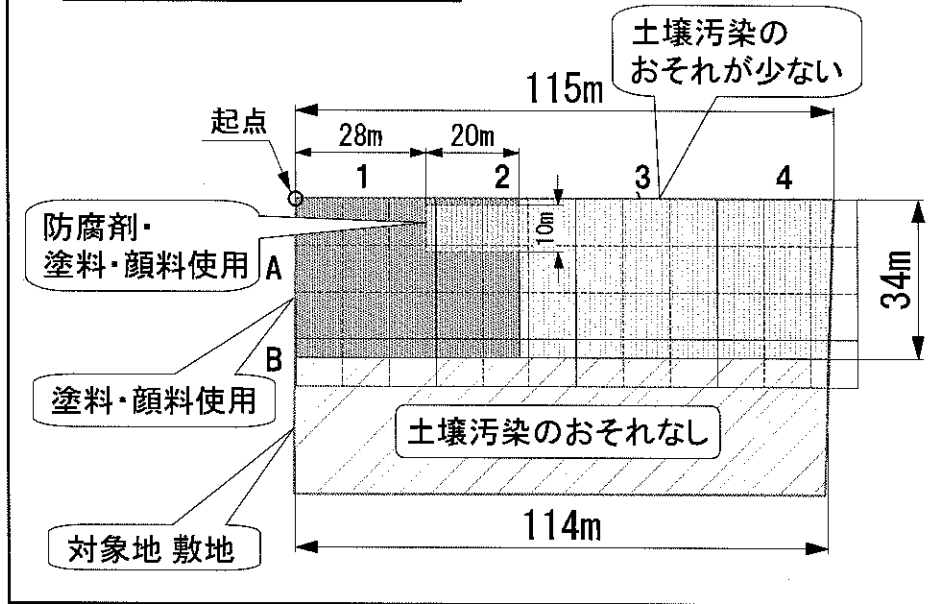 土壌汚染の
おそれが少ない
115m
起点
28m
20m
1
2
3
4
10m
防腐剤・
塗料・顔料使用
A
34m
B
塗料・顔料使用
土壌汚染のおそれなし
対象地 敷地
114m